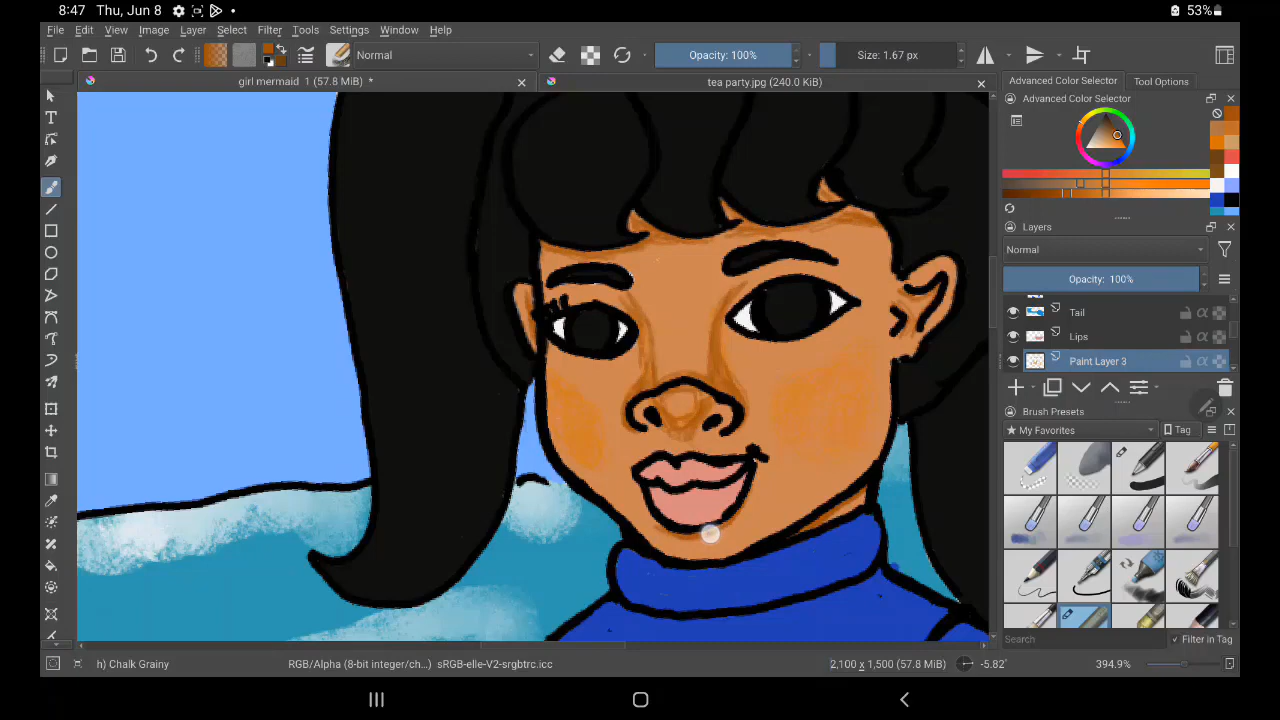 8:47 Thu, Jun 8 53%
File Edit View Image Layer Select Filter Tools Settings Window Help
Normal Opacity: 100% Size: 1.67 px
girl mermaid 1 (57.8 MiB) * tea party.jpg (240.0 KiB)
Advanced Color Selector Tool Options
Advanced Color Selector
Layers
Normal
Opacity: 100%
Tail
Lips
Paint Layer 3
Brush Presets
My Favorites Tag
Search Filter in Tag
h) Chalk Grainy RGB/Alpha (8-bit integer/ch...) sRGB-elle-V2-srgbtrc.icc 2,100 x 1,500 (57.8 MiB) -5.82° 394.9%